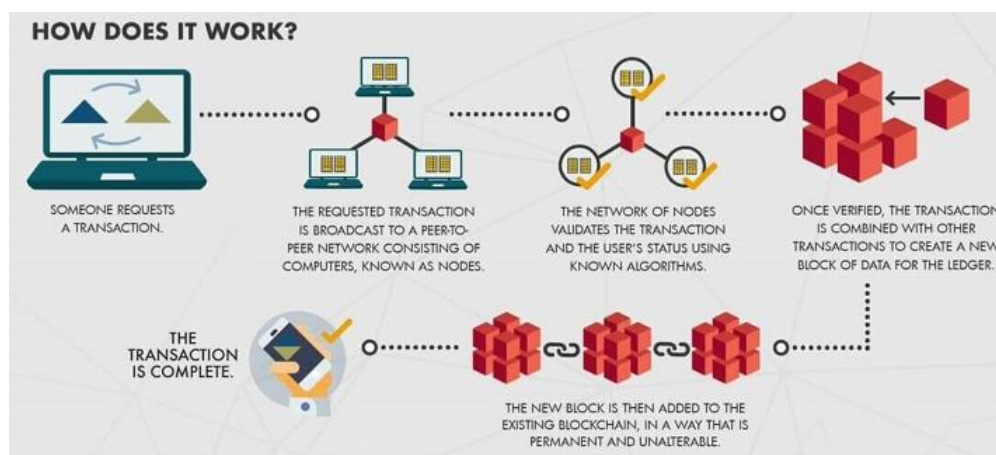 HOW DOES IT WORK?
SOMEONE REQUESTS
A TRANSACTION.
THE REQUESTED TRANSACTION
IS BROADCAST TO A PEER-TO-
PEER NETWORK CONSISTING OF
COMPUTERS, KNOWN AS NODES.
THE NETWORK OF NODES
VALIDATES THE TRANSACTION
AND THE USER'S STATUS USING
KNOWN ALGORITHMS.
ONCE VERIFIED, THE TRANSACTION
IS COMBINED WITH OTHER
TRANSACTIONS TO CREATE A NEW
BLOCK OF DATA FOR THE LEDGER.
THE NEW BLOCK IS THEN ADDED TO THE
EXISTING BLOCKCHAIN, IN A WAY THAT IS
PERMANENT AND UNALTERABLE.
THE
TRANSACTION
IS COMPLETE.